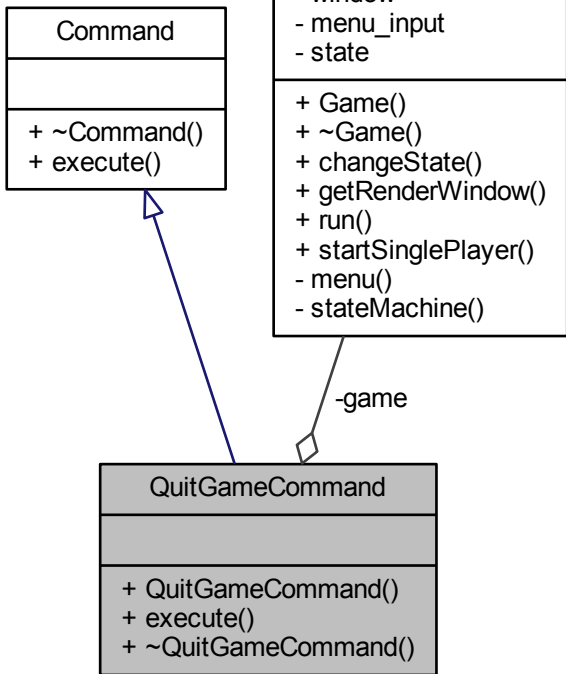 Command
+ ~Command()
+ execute()
- menu_input
- state
+ Game()
+ ~Game()
+ changeState()
+ getRenderWindow()
+ run()
+ startSinglePlayer()
- menu()
- stateMachine()
-game
QuitGameCommand
+ QuitGameCommand()
+ execute()
+ ~QuitGameCommand()